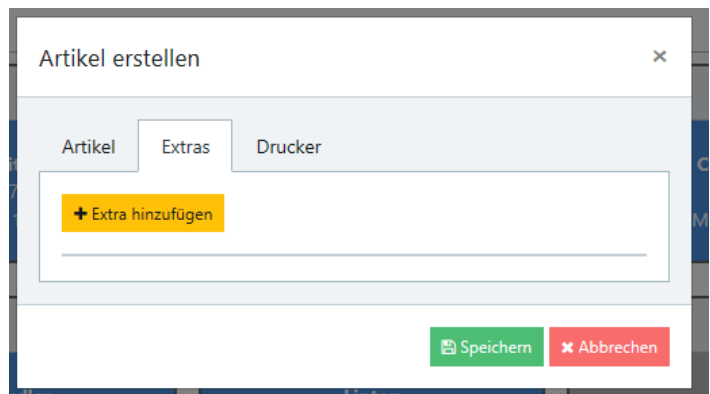 Artikel erstellen
×
Artikel
Extras
Drucker
+ Extra hinzufügen
Speichern
× Abbrechen